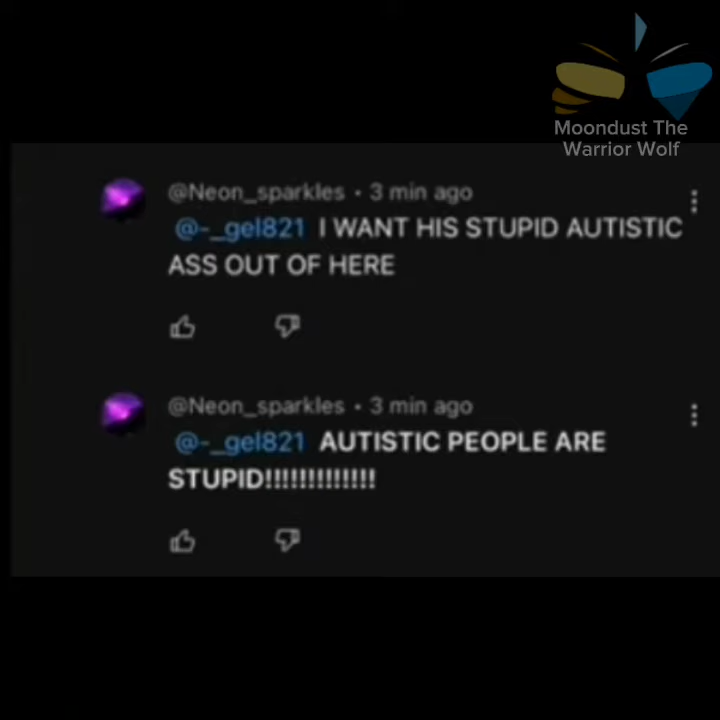 Moondust The
Warrior Wolf
@Neon_sparkles • 3 min ago
@-_gel821 I WANT HIS STUPID AUTISTIC
ASS OUT OF HERE
@Neon_sparkles • 3 min ago
@-_gel821 AUTISTIC PEOPLE ARE
STUPID!!!!!!!!!!!!!